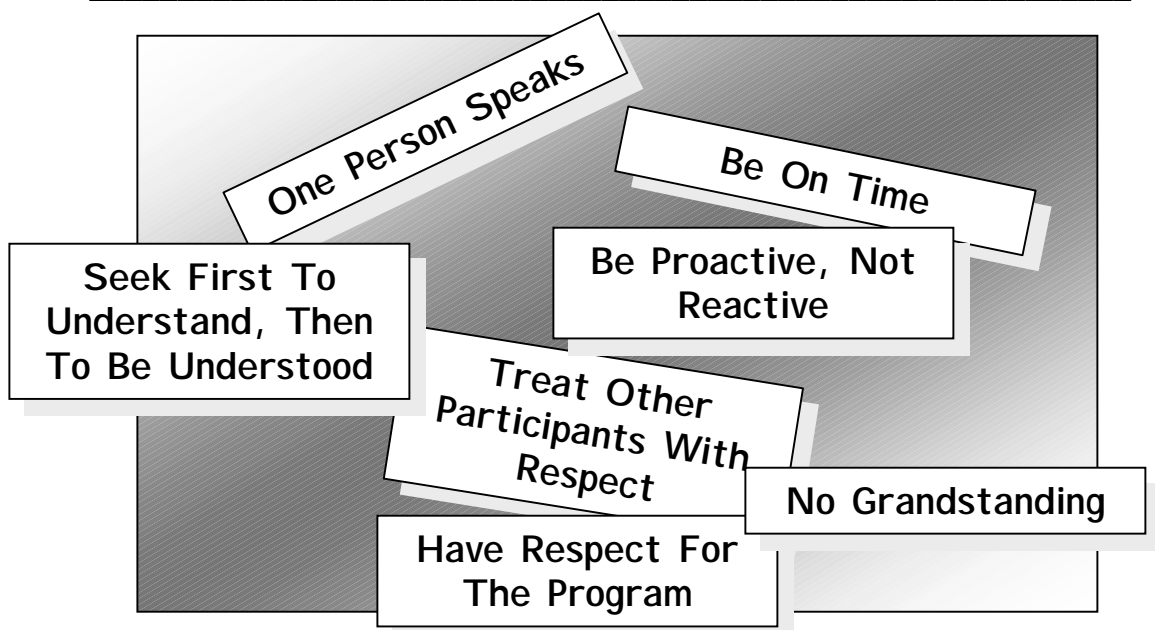 One Person Speaks
Be On Time
Seek First To
Understand, Then
To Be Understood
Be Proactive, Not
Reactive
Treat Other
Participants With
Respect
No Grandstanding
Have Respect For
The Program